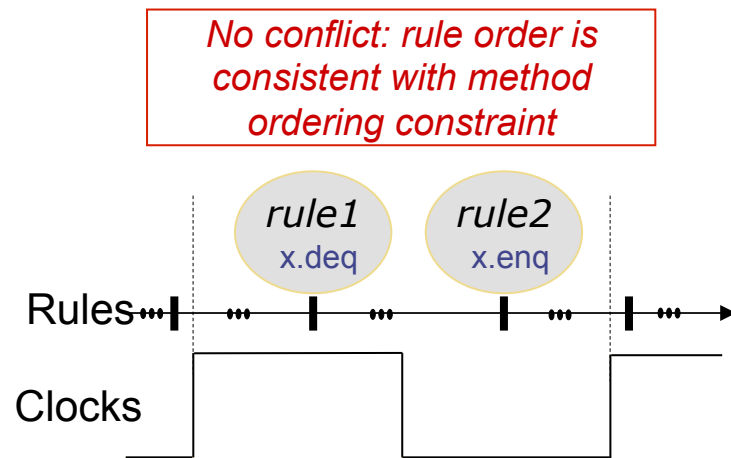 No conflict: rule order is
consistent with method
ordering constraint
rule1
x.deq
rule2
x.enq
Rules
Clocks